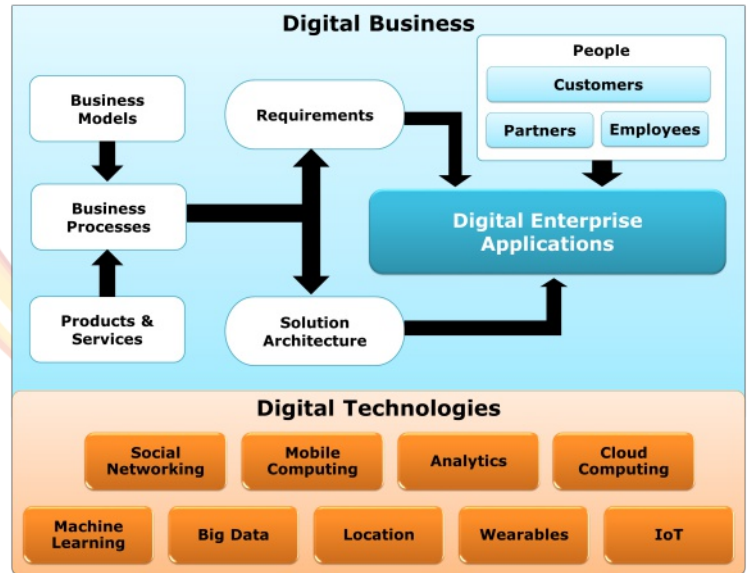 Digital Business
People
Customers
Partners
Employees
Business
Models
Requirements
Business
Processes
Digital Enterprise
Applications
Products &
Services
Solution
Architecture
Digital Technologies
Social
Networking
Mobile
Computing
Analytics
Cloud
Computing
Machine
Learning
Big Data
Location
Wearables
IoT